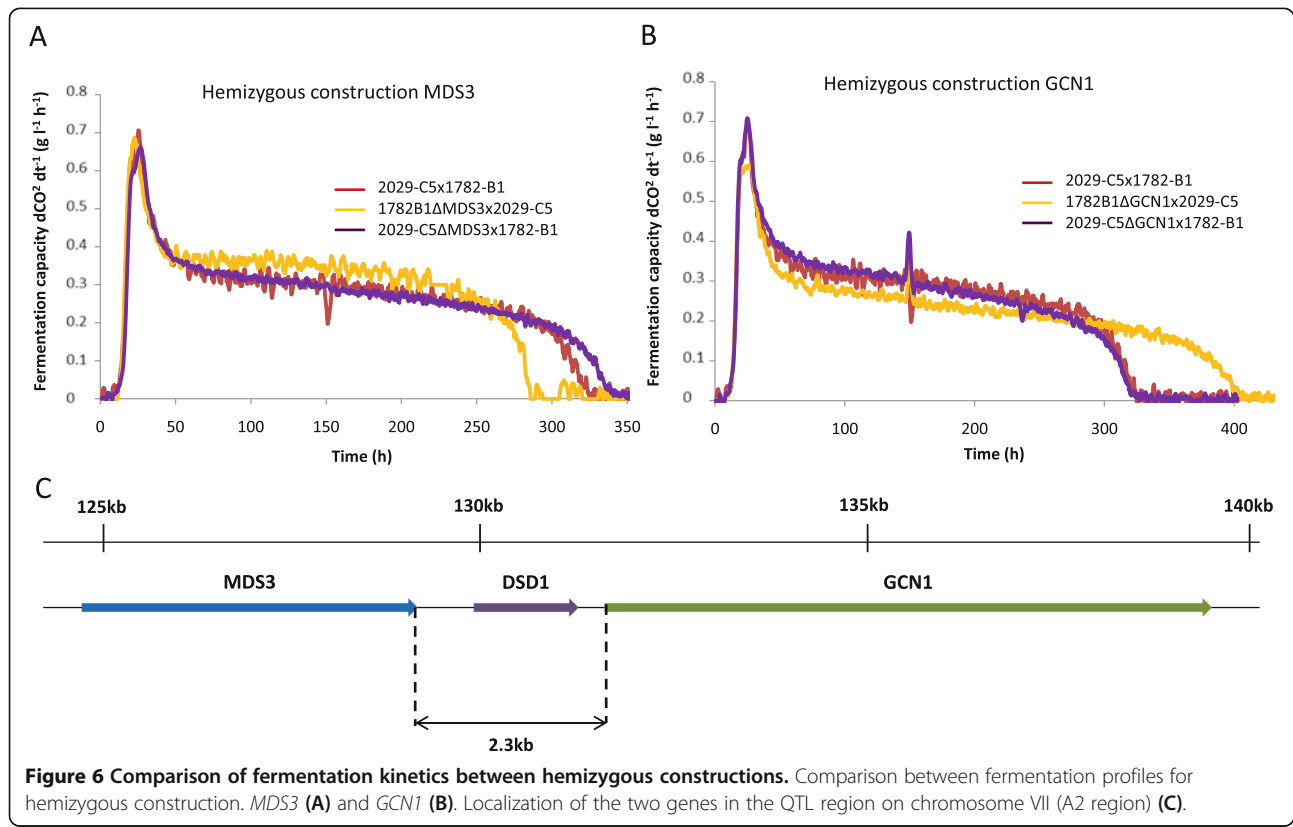 A
Hemizygous construction MDS3
Fermentation capacity dCO² dt⁻¹ (g l⁻¹ h⁻¹)
0.8
0.7
0.6
0.5
0.4
0.3
0.2
0.1
0
2029-C5x1782-B1
1782B1ΔMDS3x2029-C5
2029-C5ΔMDS3x1782-B1
0 50 100 150 200 250 300 350
Time (h)
B
Hemizygous construction GCN1
Fermentation capacity dCO² dt⁻¹ (g l⁻¹ h⁻¹)
0.8
0.7
0.6
0.5
0.4
0.3
0.2
0.1
0
2029-C5x1782-B1
1782B1ΔGCN1x2029-C5
2029-C5ΔGCN1x1782-B1
0 100 200 300 400
Time (h)
C
125kb 130kb 135kb 140kb
MDS3 DSD1 GCN1
2.3kb
Figure 6 Comparison of fermentation kinetics between hemizygous constructions. Comparison between fermentation profiles for
hemizygous construction. MDS3 (A) and GCN1 (B). Localization of the two genes in the QTL region on chromosome VII (A2 region) (C).